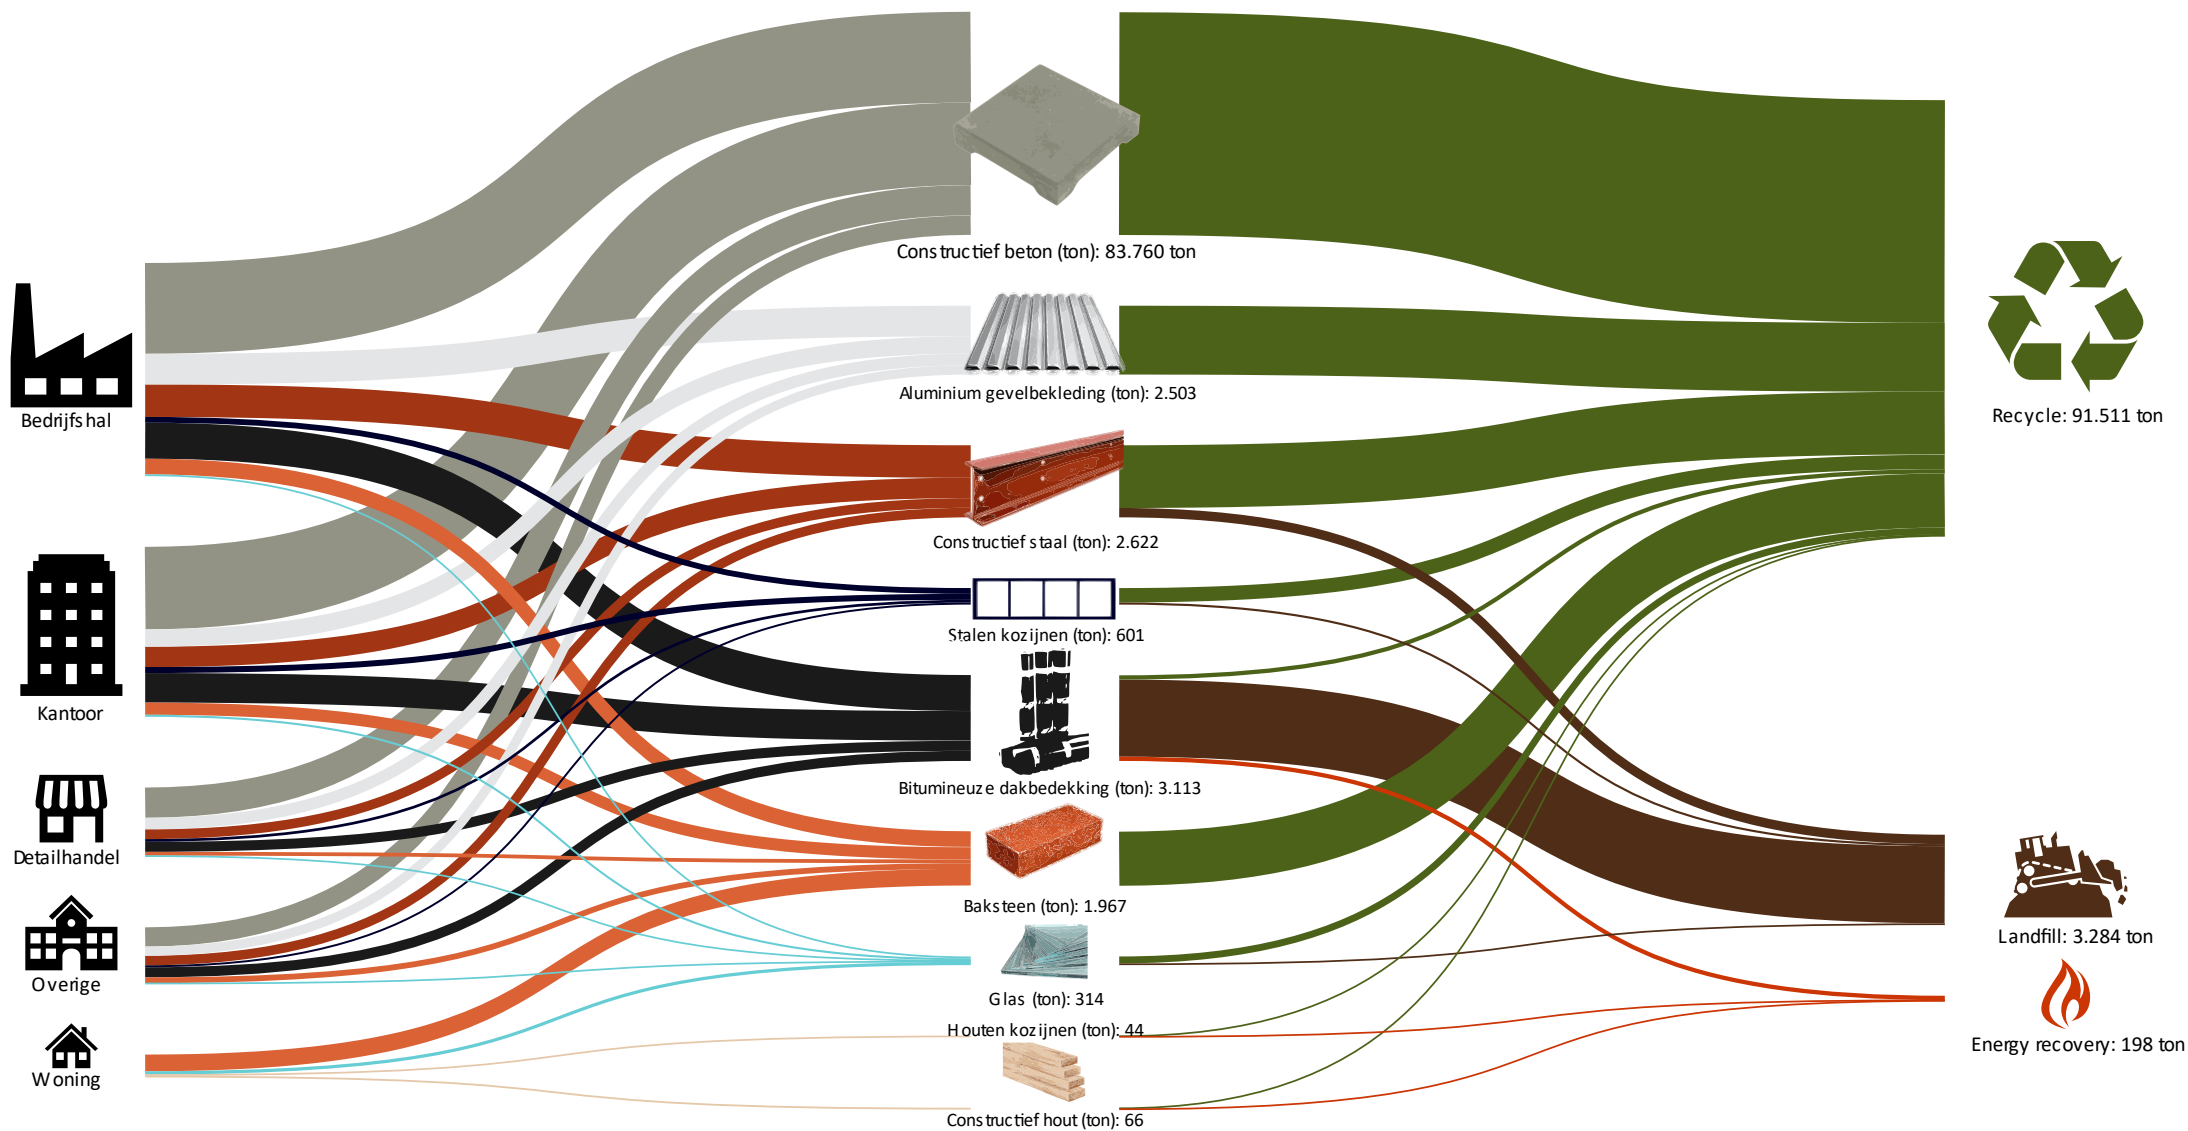 Bedrijfshal
Kantoor
Detailhandel
Overige
Woning
Constructief beton (ton): 83.760 ton
Aluminium gevelbekleding (ton): 2.503
Constructief staal (ton): 2.622
Stalen kozijnen (ton): 601
Bitumineuze dakbedekking (ton): 3.113
Baksteen (ton): 1.967
Glas (ton): 314
Houten kozijnen (ton): 44
Constructief hout (ton): 66
Recycle: 91.511 ton
Landfill: 3.284 ton
Energy recovery: 198 ton